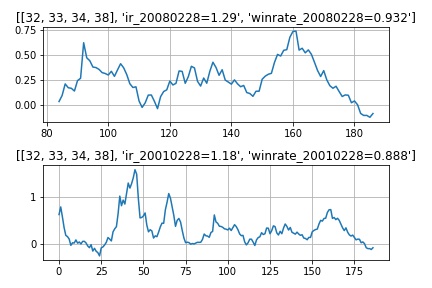 [[32, 33, 34, 38], 'ir_20080228=1.29', 'winrate_20080228=0.932']
0.75
0.50
0.25
0.00
80 100 120 140 160 180
[[32, 33, 34, 38], 'ir_20010228=1.18', 'winrate_20010228=0.888']
1
0
0 25 50 75 100 125 150 175